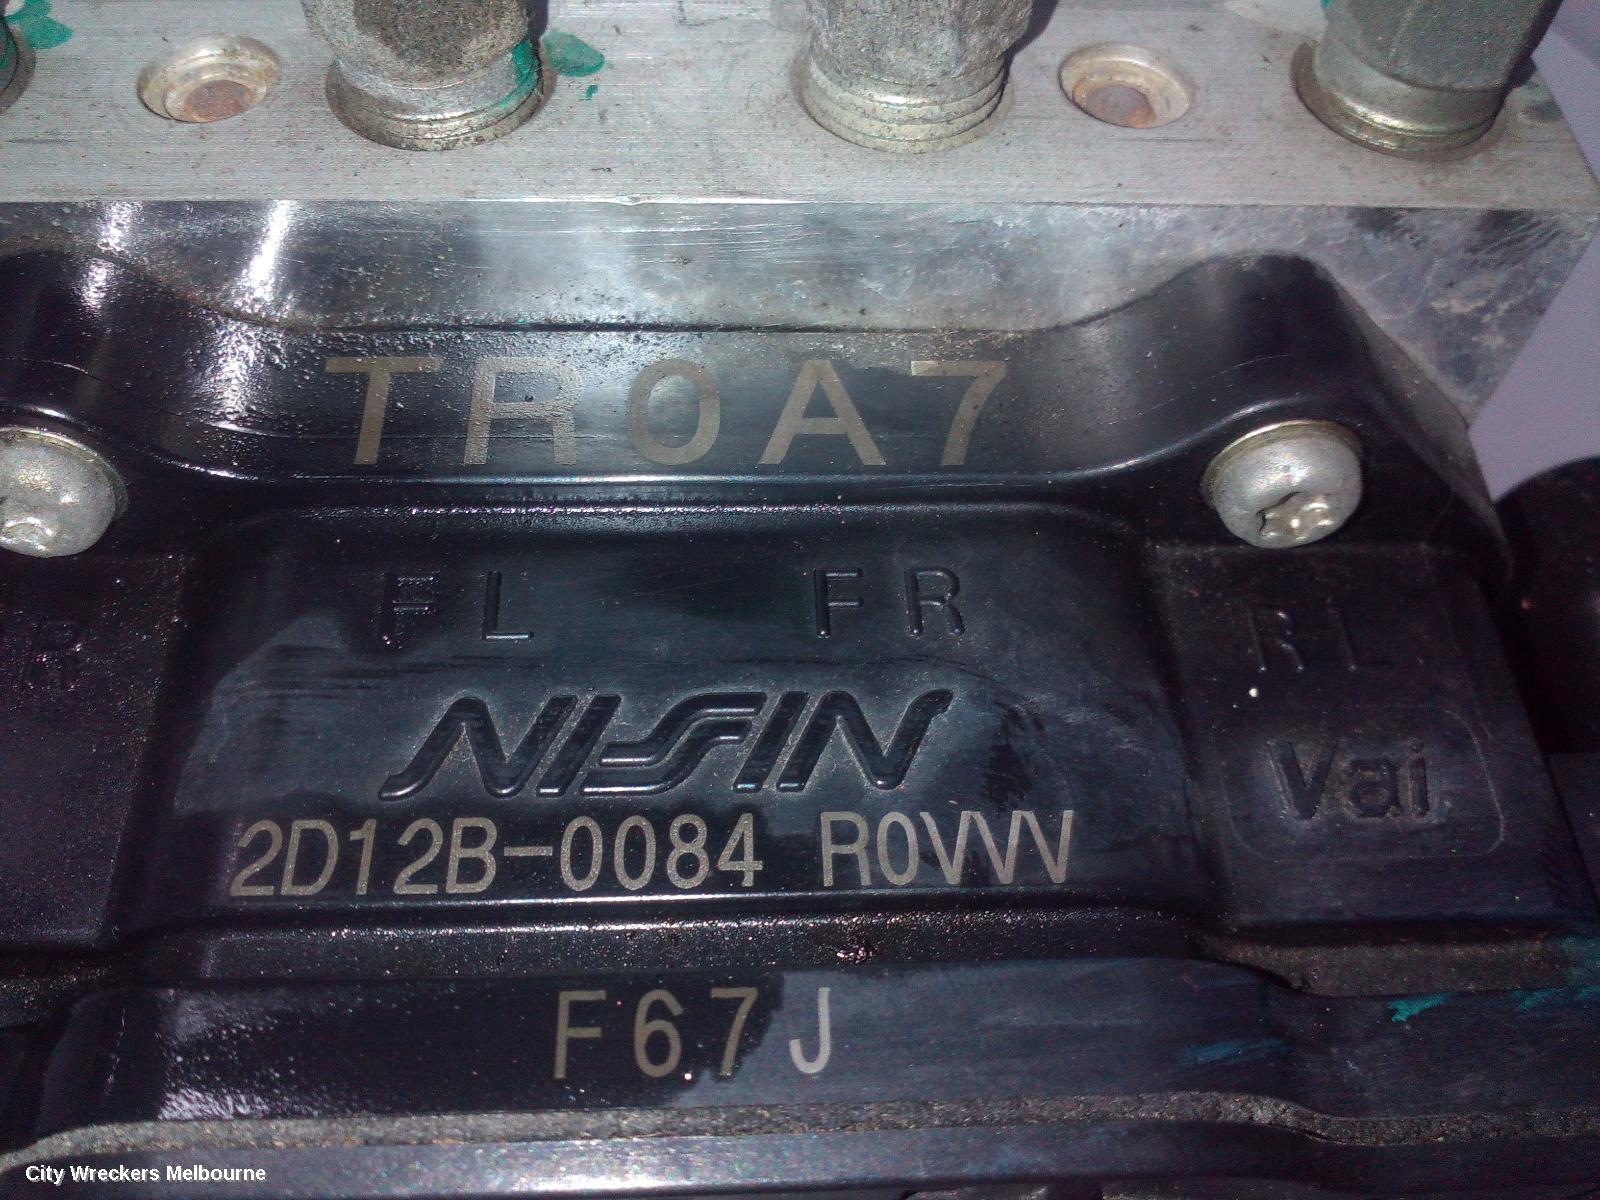 TR0A7
FL FR
R RL
NISSIN
Vai
2D12B-0084 R0VVV
F67J
City Wreckers Melbourne